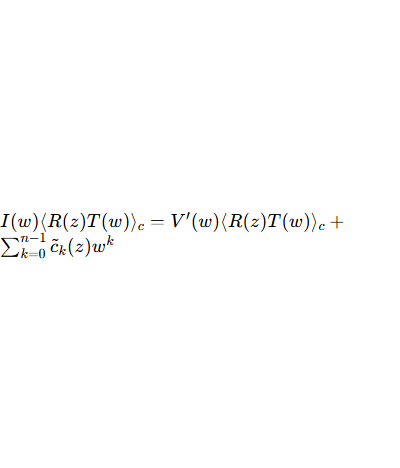 I(w)⟨R(z)T(w)⟩_c = V′(w)⟨R(z)T(w)⟩_c +
∑_{k=0}^{n−1} c̃_k(z)w^k